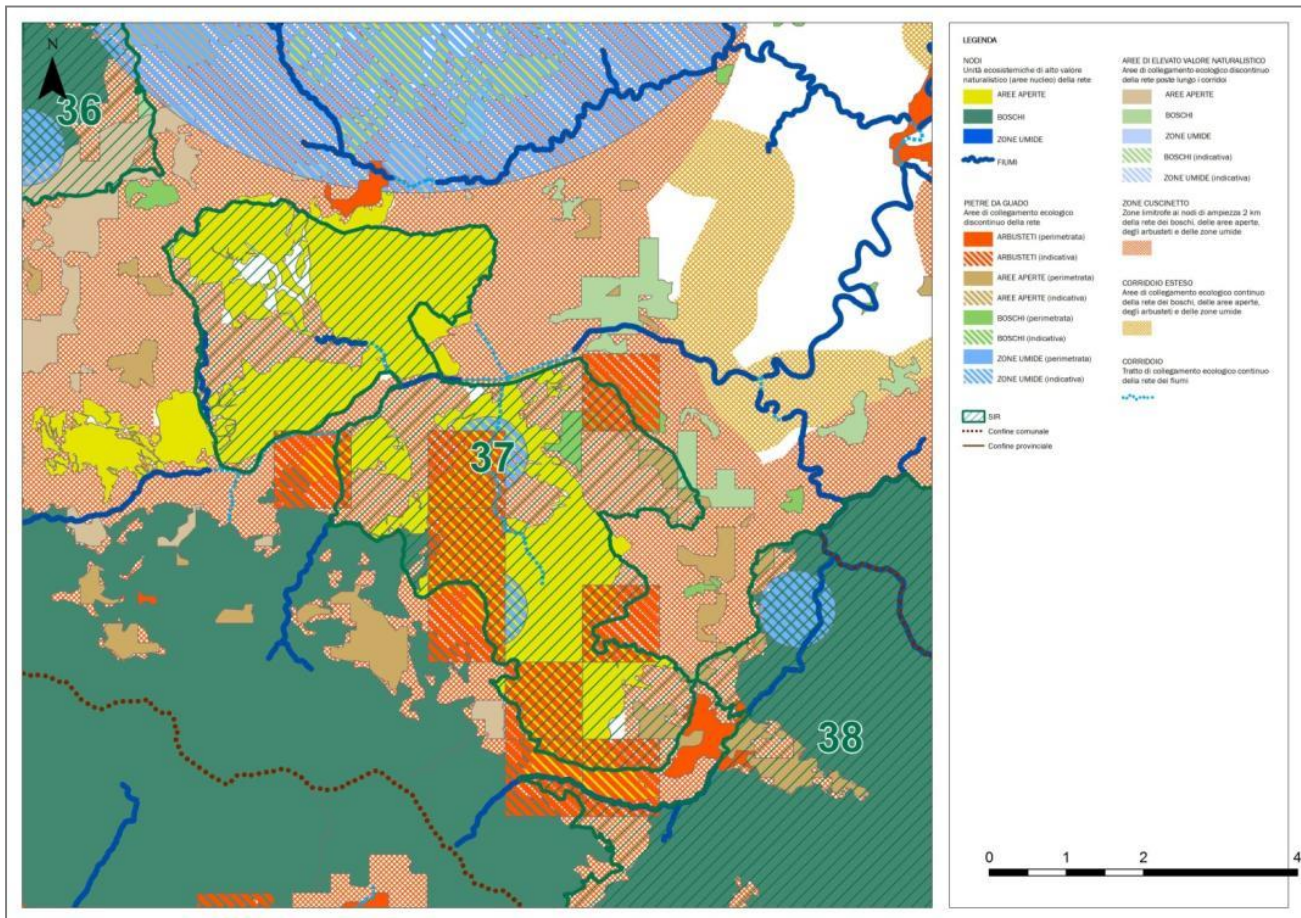 N
36
37
38
LEGENDA
NODI
Unità ecosistemiche di alto valore
naturalistico (aree nucleo) della rete
AREE APERTE
BOSCHI
ZONE UMIDE
FIUMI
PIETRE DA GUADO
Aree di collegamento ecologico
discontinuo della rete
ARBUSTETI (perimetrata)
ARBUSTETI (indicativa)
AREE APERTE (perimetrata)
AREE APERTE (indicativa)
BOSCHI (perimetrata)
BOSCHI (indicativa)
ZONE UMIDE (perimetrata)
ZONE UMIDE (indicativa)
SIR
Confine comunale
Confine provinciale
AREE DI ELEVATO VALORE NATURALISTICO
Aree di collegamento ecologico discontinuo
della rete poste lungo i corridoi
AREE APERTE
BOSCHI
ZONE UMIDE
BOSCHI (indicativa)
ZONE UMIDE (indicativa)
ZONE CUSCINETTO
Zone limitrofe ai nodi di ampiezza 2 km
della rete dei boschi, delle aree aperte,
degli arbusteti e delle zone umide
CORRIDOIO ESTESO
Aree di collegamento ecologico continuo
della rete dei boschi, delle aree aperte,
degli arbusteti e delle zone umide
CORRIDOIO
Tratto di collegamento ecologico continuo
della rete dei fiumi
0 1 2 4